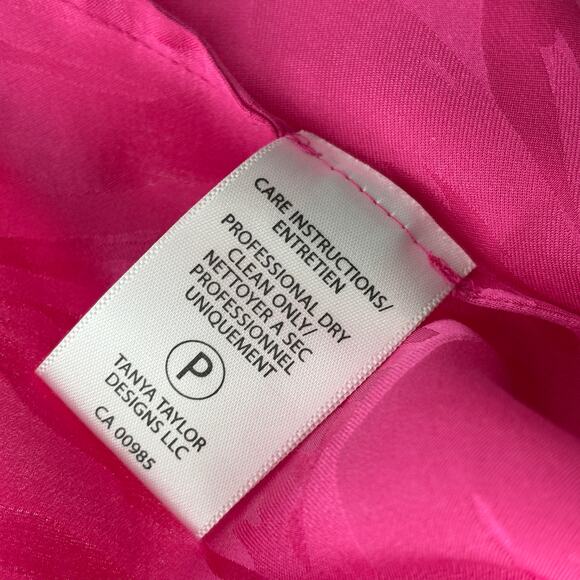 CARE INSTRUCTIONS/
ENTRETIEN
PROFESSIONAL DRY
CLEAN ONLY/
NETTOYER A SEC
PROFESSIONNEL
UNIQUEMENT
P
TANYA TAYLOR
DESIGNS LLC
CA 00985